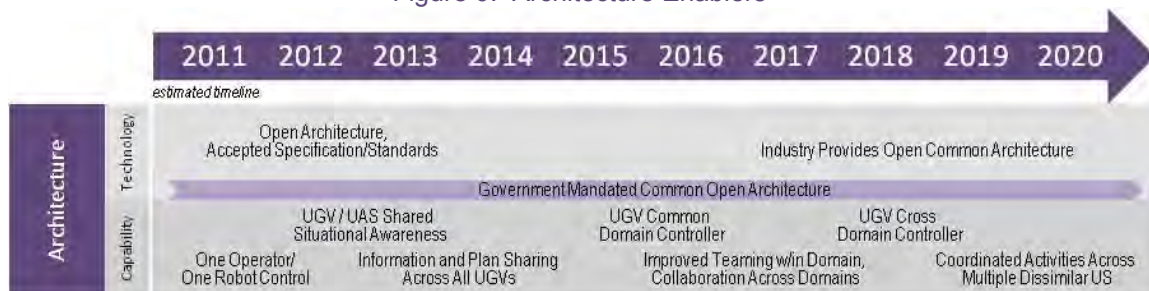 Figure 5. Architecture Enablers
2011 2012 2013 2014 2015 2016 2017 2018 2019 2020
estimated timeline
Architecture
Technology
Open Architecture,
Accepted Specification/Standards
Industry Provides Open Common Architecture
Government Mandated Common Open Architecture
Capability
UGV / UAS Shared
Situational Awareness
UGV Common
Domain Controller
UGV Cross
Domain Controller
One Operator/
One Robot Control
Information and Plan Sharing
Across All UGVs
Improved Teaming w/in Domain,
Collaboration Across Domains
Coordinated Activities Across
Multiple Dissimilar US